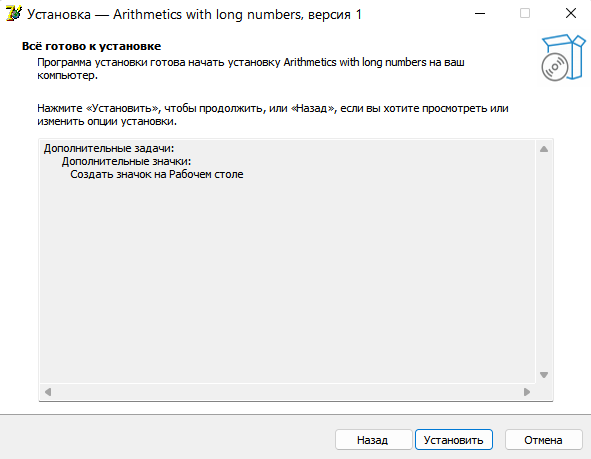 Установка — Arithmetics with long numbers, версия 1
Всё готово к установке
Программа установки готова начать установку Arithmetics with long numbers на ваш
компьютер.
Нажмите «Установить», чтобы продолжить, или «Назад», если вы хотите просмотреть или
изменить опции установки.
Дополнительные задачи:
Дополнительные значки:
Создать значок на Рабочем столе
Назад
Установить
Отмена